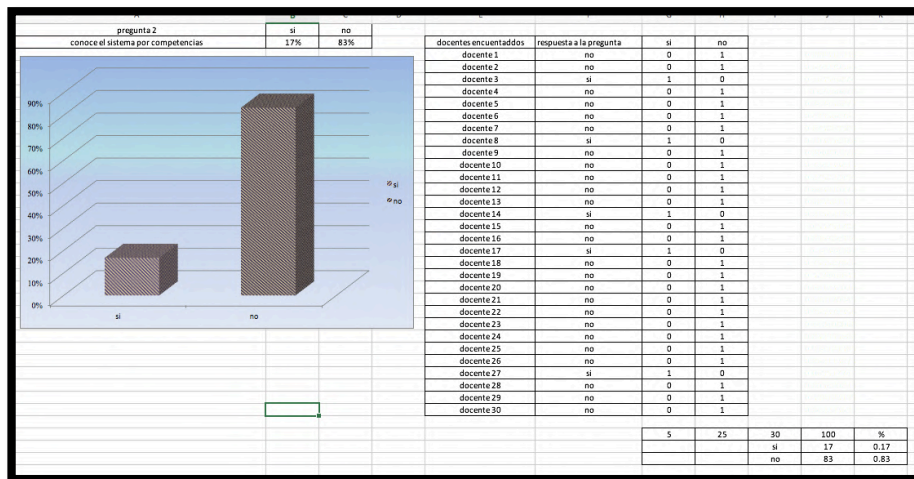 pregunta 2 si no
conoce el sistema por competencias 17% 83%
90%
80%
70%
60%
50%
40%
30%
20%
10%
0%
si no
si
no
docentes encuentaddos respuesta a la pregunta si no
docente 1 no 0 1
docente 2 no 0 1
docente 3 si 1 0
docente 4 no 0 1
docente 5 no 0 1
docente 6 no 0 1
docente 7 no 0 1
docente 8 si 1 0
docente 9 no 0 1
docente 10 no 0 1
docente 11 no 0 1
docente 12 no 0 1
docente 13 no 0 1
docente 14 si 1 0
docente 15 no 0 1
docente 16 no 0 1
docente 17 si 1 0
docente 18 no 0 1
docente 19 no 0 1
docente 20 no 0 1
docente 21 no 0 1
docente 22 no 0 1
docente 23 no 0 1
docente 24 no 0 1
docente 25 no 0 1
docente 26 no 0 1
docente 27 si 1 0
docente 28 no 0 1
docente 29 no 0 1
docente 30 no 0 1
5 25 30 100 %
si 17 0.17
no 83 0.83